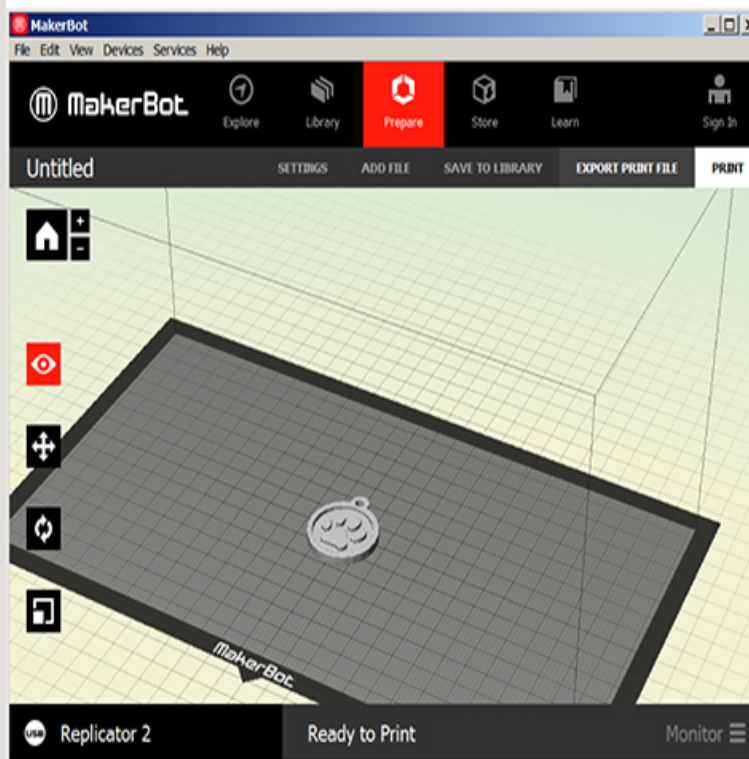 MakerBot
File Edit View Devices Services Help
MakerBot
Explore
Library
Prepare
Store
Learn
Sign In
Untitled
SETTINGS
ADD FILE
SAVE TO LIBRARY
EXPORT PRINT FILE
PRINT
+
-
MakerBot
USB
Replicator 2
Ready to Print
Monitor